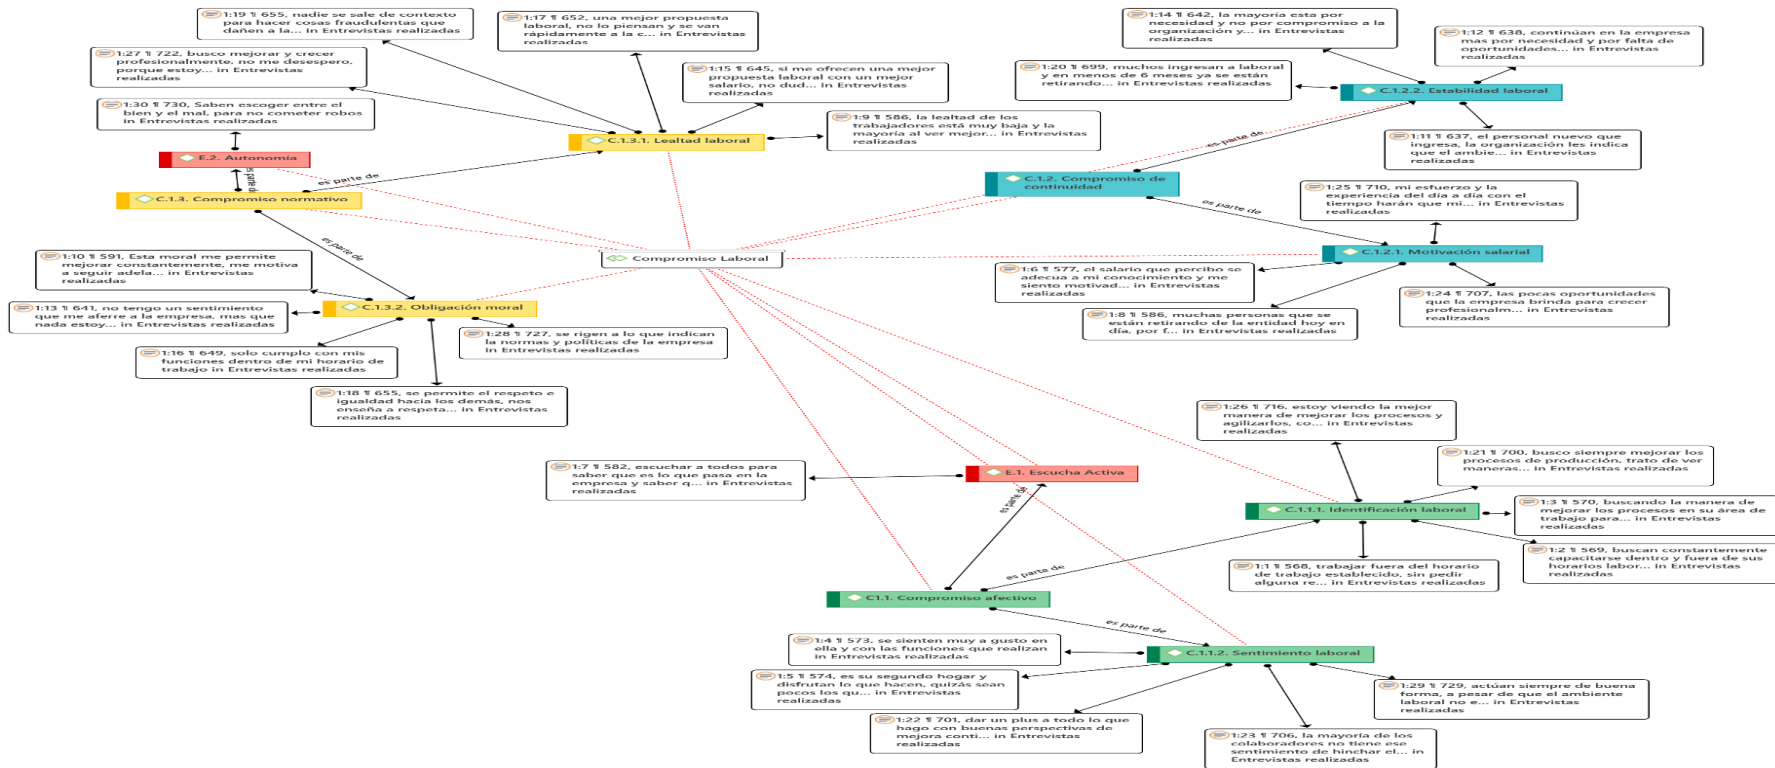 1:19 ¶ 655, nadie se sale de contexto
para hacer cosas fraudulentas que
dañen a la... in Entrevistas realizadas
1:17 ¶ 652, una mejor propuesta
laboral, no lo piensan y se van
rápidamente a la c... in Entrevistas
realizadas
1:27 ¶ 722, busco mejorar y crecer
profesionalmente, no me desespero,
porque estoy... in Entrevistas
realizadas
1:15 ¶ 645, si me ofrecen una mejor
propuesta laboral con un mejor
salario, no dud... in Entrevistas
realizadas
1:30 ¶ 730, Saben escoger entre el
bien y el mal, para no cometer robos
in Entrevistas realizadas
1:9 ¶ 586, la lealtad de los
trabajadores está muy baja y la
mayoría al ver mejor... in Entrevistas
realizadas
C.1.3.1. Lealtad laboral
E.2. Autonomía
es parte de
es parte de
C.1.3. Compromiso normativo
es parte de
1:10 ¶ 591, Esta moral me permite
mejorar constantemente, me motiva
a seguir adela... in Entrevistas
realizadas
1:13 ¶ 641, no tengo un sentimiento
que me aferre a la empresa, mas que
nada estoy... in Entrevistas realizadas
C.1.3.2. Obligación moral
1:28 ¶ 727, se rigen a lo que indican
la normas y políticas de la empresa
in Entrevistas realizadas
1:16 ¶ 649, solo cumplo con mis
funciones dentro de mi horario de
trabajo in Entrevistas realizadas
1:18 ¶ 655, se permite el respeto e
igualdad hacia los demás, nos
enseña a respeta... in Entrevistas
realizadas
Compromiso Laboral
1:14 ¶ 642, la mayoría esta por
necesidad y no por compromiso a la
organización y... in Entrevistas
realizadas
1:12 ¶ 638, continúan en la empresa
mas por necesidad y por falta de
oportunidades... in Entrevistas
realizadas
1:20 ¶ 699, muchos ingresan a laboral
y en menos de 6 meses ya se están
retirando... in Entrevistas realizadas
C.1.2.2. Estabilidad laboral
es parte de
1:11 ¶ 637, el personal nuevo que
ingresa, la organización les indica
que el ambie... in Entrevistas
realizadas
C.1.2. Compromiso de
continuidad
1:25 ¶ 710, mi esfuerzo y la
experiencia del día a día con el
tiempo harán que mi... in Entrevistas
realizadas
es parte de
C.1.2.1. Motivación salarial
1:6 ¶ 577, el salario que percibo se
adecua a mi conocimiento y me
siento motivad... in Entrevistas
realizadas
1:24 ¶ 707, las pocas oportunidades
que la empresa brinda para crecer
profesionalm... in Entrevistas
realizadas
1:8 ¶ 586, muchas personas que se
están retirando de la entidad hoy en
día, por f... in Entrevistas realizadas
1:26 ¶ 716, estoy viendo la mejor
manera de mejorar los procesos y
agilizarlos, co... in Entrevistas
realizadas
1:21 ¶ 700, busco siempre mejorar los
procesos de producción, trato de ver
maneras... in Entrevistas realizadas
1:7 ¶ 582, escuchar a todos para
saber que es lo que pasa en la
empresa y saber q... in Entrevistas
realizadas
E.1. Escucha Activa
es parte de
C.1.1.1. Identificación laboral
1:3 ¶ 570, buscando la manera de
mejorar los procesos en su área de
trabajo para... in Entrevistas
realizadas
1:2 ¶ 569, buscan constantemente
capacitarse dentro y fuera de sus
horarios labor... in Entrevistas
realizadas
1:1 ¶ 568, trabajar fuera del horario
de trabajo establecido, sin pedir
alguna re... in Entrevistas realizadas
es parte de
C1.1. Compromiso afectivo
es parte de
1:4 ¶ 573, se sienten muy a gusto en
ella y con las funciones que realizan
in Entrevistas realizadas
C.1.1.2. Sentimiento laboral
1:5 ¶ 574, es su segundo hogar y
disfrutan lo que hacen, quizás sean
pocos los qu... in Entrevistas
realizadas
1:29 ¶ 729, actúan siempre de buena
forma, a pesar de que el ambiente
laboral no e... in Entrevistas
realizadas
1:22 ¶ 701, dar un plus a todo lo que
hago con buenas perspectivas de
mejora conti... in Entrevistas
realizadas
1:23 ¶ 706, la mayoría de los
colaboradores no tiene ese
sentimiento de hinchar el... in
Entrevistas realizadas